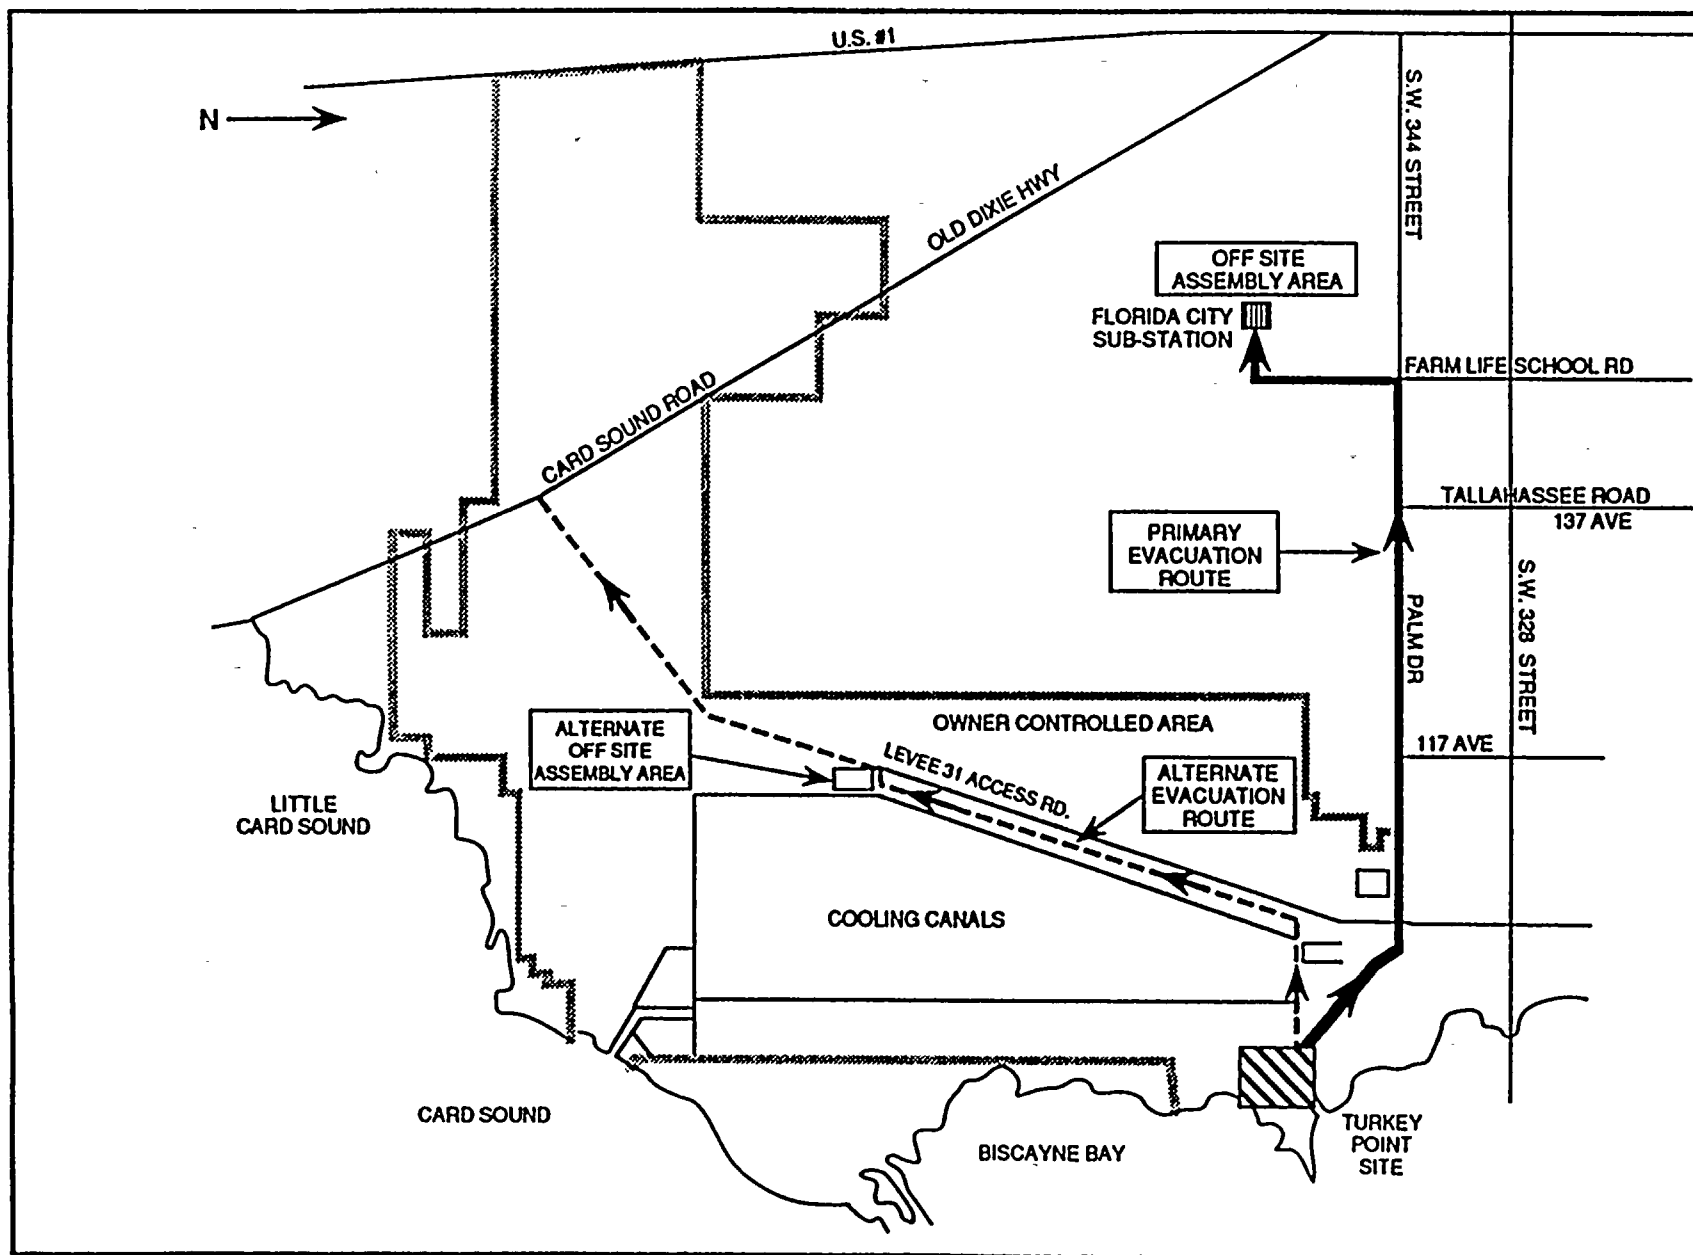 U.S. #1
N
S.W. 344 STREET
OLD DIXIE HWY
OFF SITE
ASSEMBLY AREA
FLORIDA CITY
SUB-STATION
FARM LIFE SCHOOL RD
CARD SOUND ROAD
TALLAHASSEE ROAD
137 AVE
PRIMARY
EVACUATION
ROUTE
S.W. 328 STREET
PALM DR
OWNER CONTROLLED AREA
117 AVE
ALTERNATE
OFF SITE
ASSEMBLY AREA
LEVEE 31 ACCESS RD.
ALTERNATE
EVACUATION
ROUTE
LITTLE
CARD SOUND
COOLING CANALS
CARD SOUND
BISCAYNE BAY
TURKEY
POINT
SITE